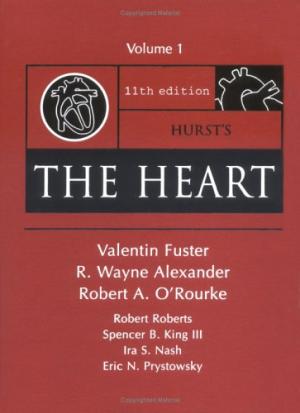 Volume 1
11th edition
HURST'S
THE HEART
Valentin Fuster
R. Wayne Alexander
Robert A. O'Rourke
Robert Roberts
Spencer B. King III
Ira S. Nash
Eric N. Prystowsky